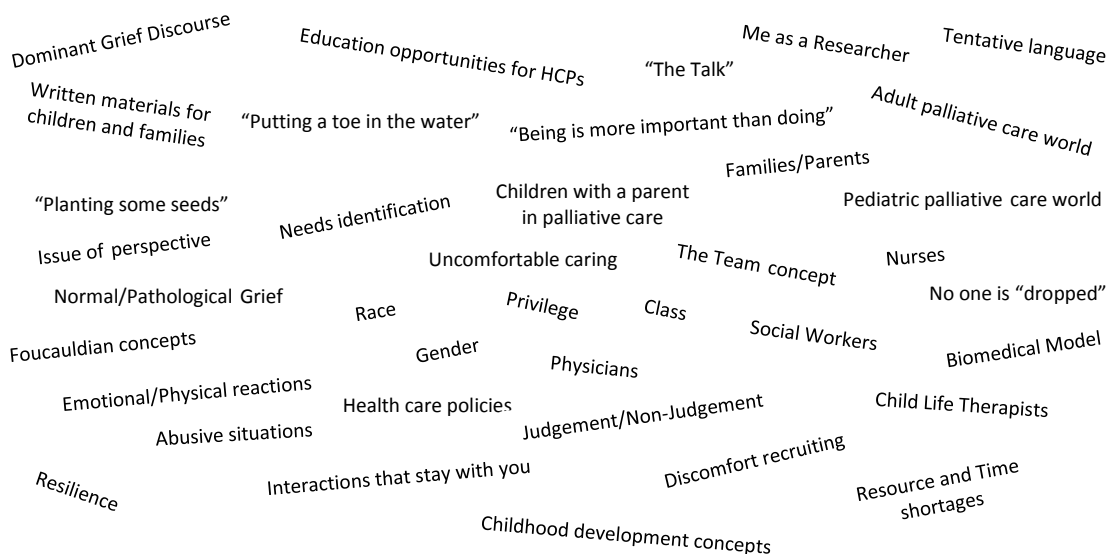 Dominant Grief Discourse
Education opportunities for HCPs
Me as a Researcher
Tentative language
“The Talk”
Written materials for
children and families
“Putting a toe in the water”
“Being is more important than doing”
Adult palliative care world
Families/Parents
“Planting some seeds”
Needs identification
Children with a parent
in palliative care
Pediatric palliative care world
Issue of perspective
Uncomfortable caring
The Team concept
Nurses
Normal/Pathological Grief
Race
Privilege
Class
No one is “dropped”
Foucauldian concepts
Gender
Physicians
Social Workers
Biomedical Model
Emotional/Physical reactions
Health care policies
Judgement/Non-Judgement
Child Life Therapists
Abusive situations
Resilience
Interactions that stay with you
Discomfort recruiting
Resource and Time
shortages
Childhood development concepts